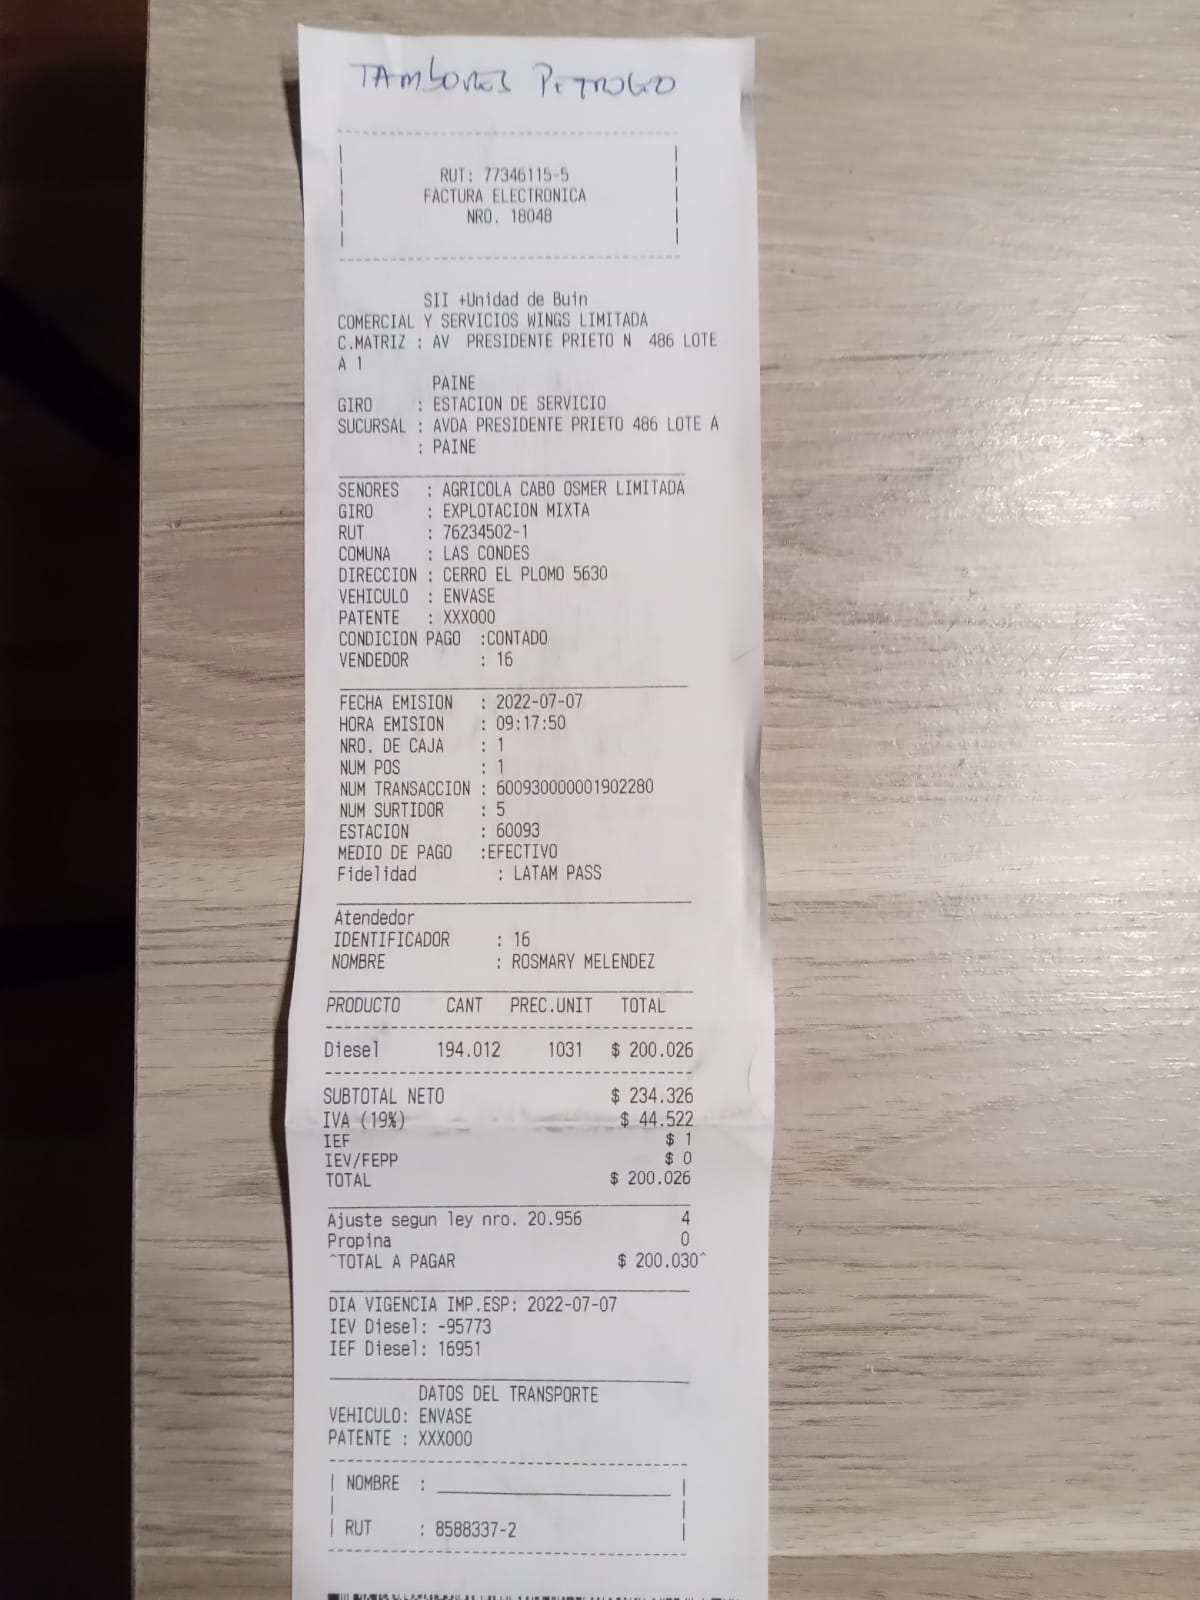 TAMBORES PETROLEO
RUT: 77346115-5
FACTURA ELECTRONICA
NRO. 18048
SII +Unidad de Buin
COMERCIAL Y SERVICIOS WINGS LIMITADA
C.MATRIZ : AV PRESIDENTE PRIETO N 486 LOTE
A 1
PAINE
GIRO : ESTACION DE SERVICIO
SUCURSAL : AVDA PRESIDENTE PRIETO 486 LOTE A
: PAINE
SENORES : AGRICOLA CABO OSMER LIMITADA
GIRO : EXPLOTACION MIXTA
RUT : 76234502-1
COMUNA : LAS CONDES
DIRECCION : CERRO EL PLOMO 5630
VEHICULO : ENVASE
PATENTE : XXX000
CONDICION PAGO :CONTADO
VENDEDOR : 16
FECHA EMISION : 2022-07-07
HORA EMISION : 09:17:50
NRO. DE CAJA : 1
NUM POS : 1
NUM TRANSACCION : 600930000001902280
NUM SURTIDOR : 5
ESTACION : 60093
MEDIO DE PAGO :EFECTIVO
Fidelidad : LATAM PASS
Atendedor
IDENTIFICADOR : 16
NOMBRE : ROSMARY MELENDEZ
PRODUCTO CANT PREC.UNIT TOTAL
Diesel 194.012 1031 $ 200.026
SUBTOTAL NETO $ 234.326
IVA (19%) $ 44.522
IEF $ 1
IEV/FEPP $ 0
TOTAL $ 200.026
Ajuste segun ley nro. 20.956 4
Propina 0
^TOTAL A PAGAR $ 200.030^
DIA VIGENCIA IMP.ESP: 2022-07-07
IEV Diesel: -95773
IEF Diesel: 16951
DATOS DEL TRANSPORTE
VEHICULO: ENVASE
PATENTE : XXX000
NOMBRE :
RUT : 8588337-2